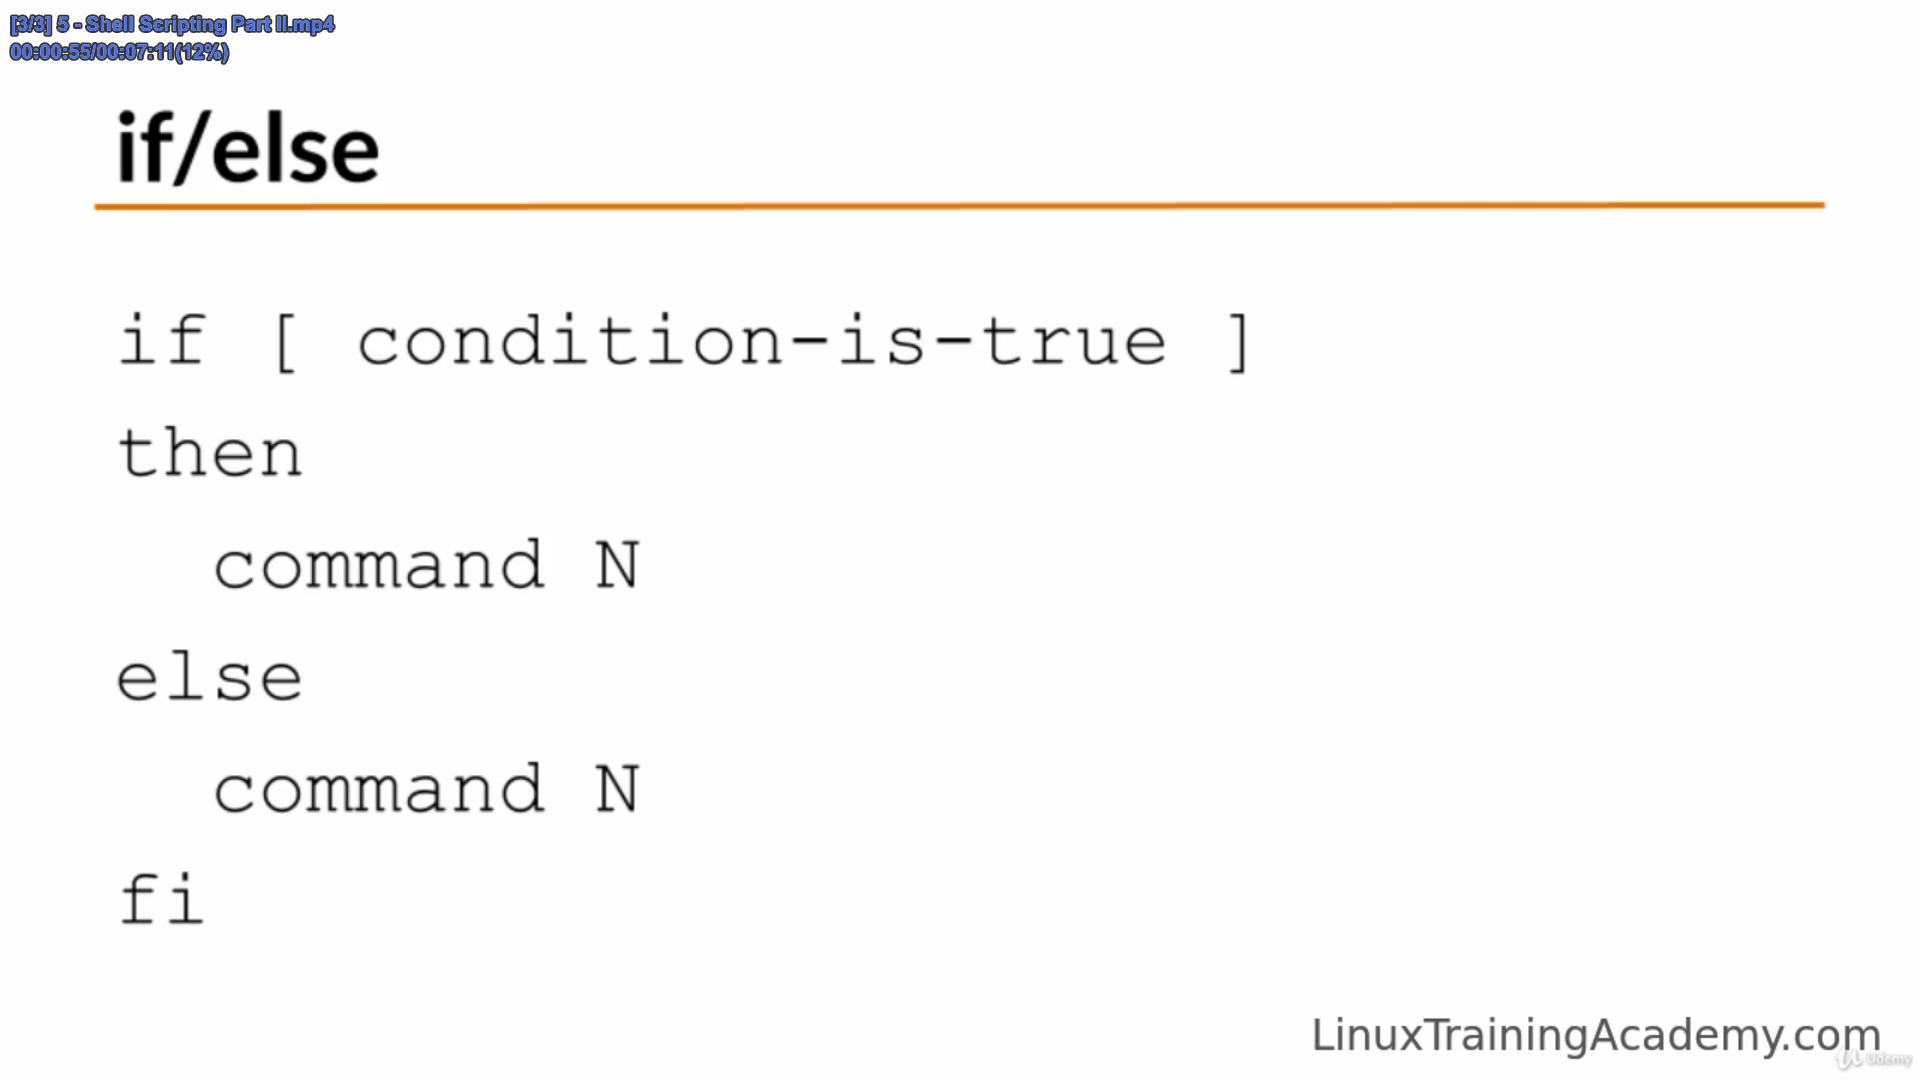 [3/3] 5 - Shell Scripting Part II.mp4
00:00:55/00:07:11(12%)
if/else
if [ condition-is-true ]
then
  command N
else
  command N
fi
LinuxTrainingAcademy.com
Udemy